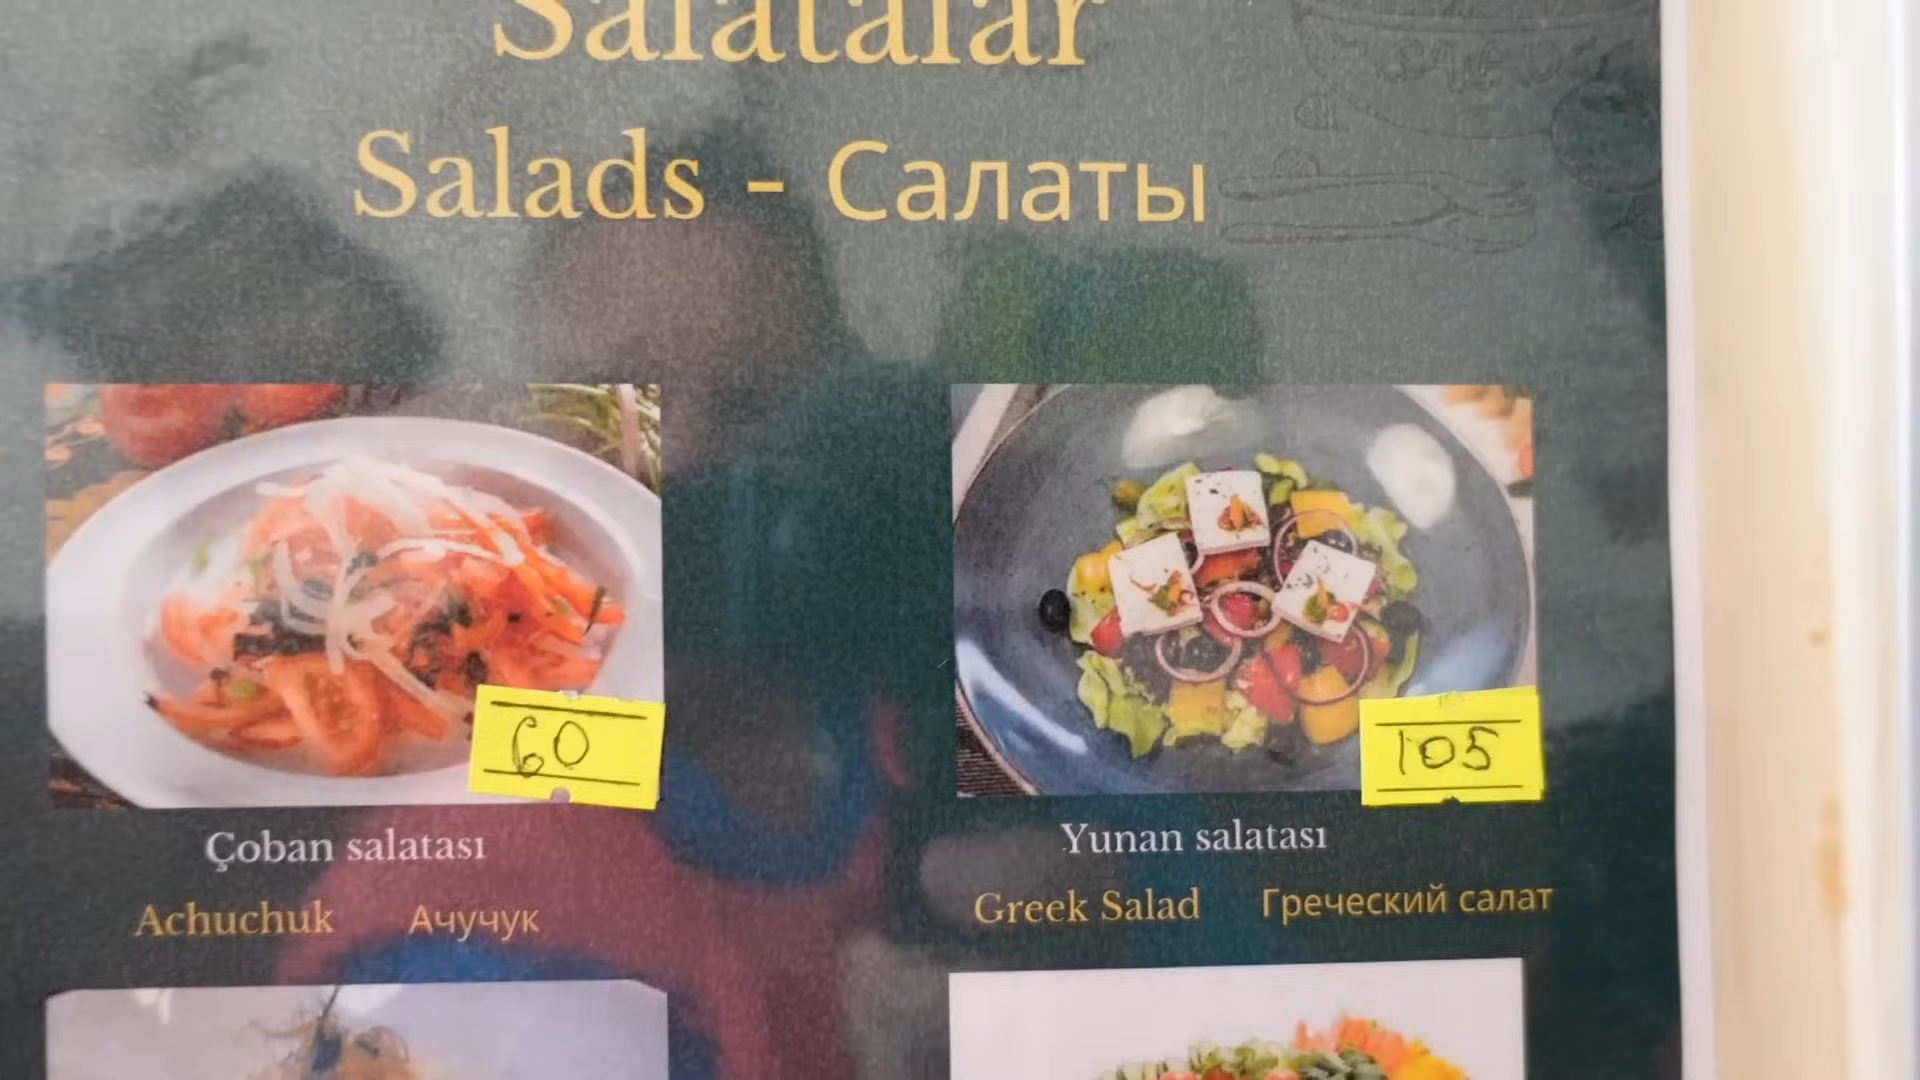 Salatalar
Salads - Салаты
60
105
Çoban salatası
Yunan salatası
Achuchuk Ачучук
Greek Salad Греческий салат